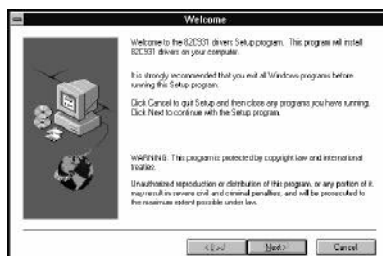 Welcome
Welcome to the 82C931 drivers Setup program. This program will install
82C931 drivers on your computer.
It is strongly recommended that you exit all Windows programs before
running this Setup program.
Click Cancel to quit Setup and then close any programs you have running.
Click Next to continue with the Setup program.
WARNING: This program is protected by copyright law and international
treaties.
Unauthorized reproduction or distribution of this program, or any portion of it,
may result in severe civil and criminal penalties, and will be prosecuted to
the maximum extent possible under law.
< Back
Next >
Cancel